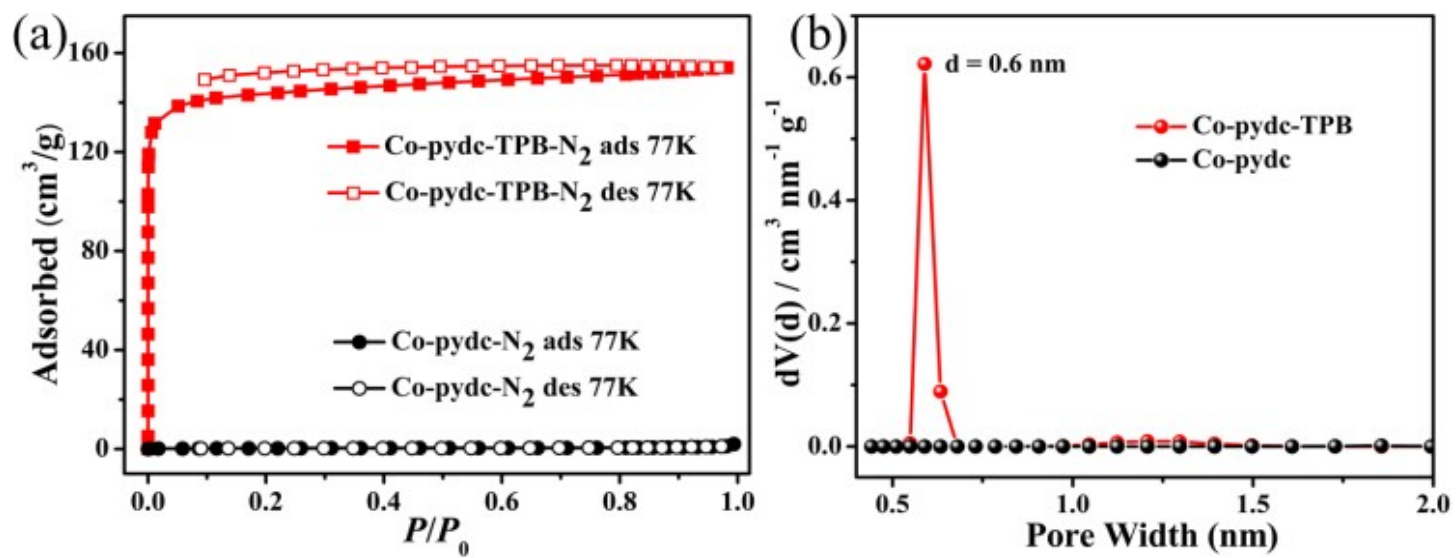 (a)
160
120
80
40
0
Adsorbed (cm³/g)
Co-pydc-TPB-N₂ ads 77K
Co-pydc-TPB-N₂ des 77K
Co-pydc-N₂ ads 77K
Co-pydc-N₂ des 77K
0.0 0.2 0.4 0.6 0.8 1.0
P/P₀
(b)
d = 0.6 nm
Co-pydc-TPB
Co-pydc
0.6
0.4
0.2
0.0
dV(d) / cm³ nm⁻¹ g⁻¹
0.5 1.0 1.5 2.0
Pore Width (nm)